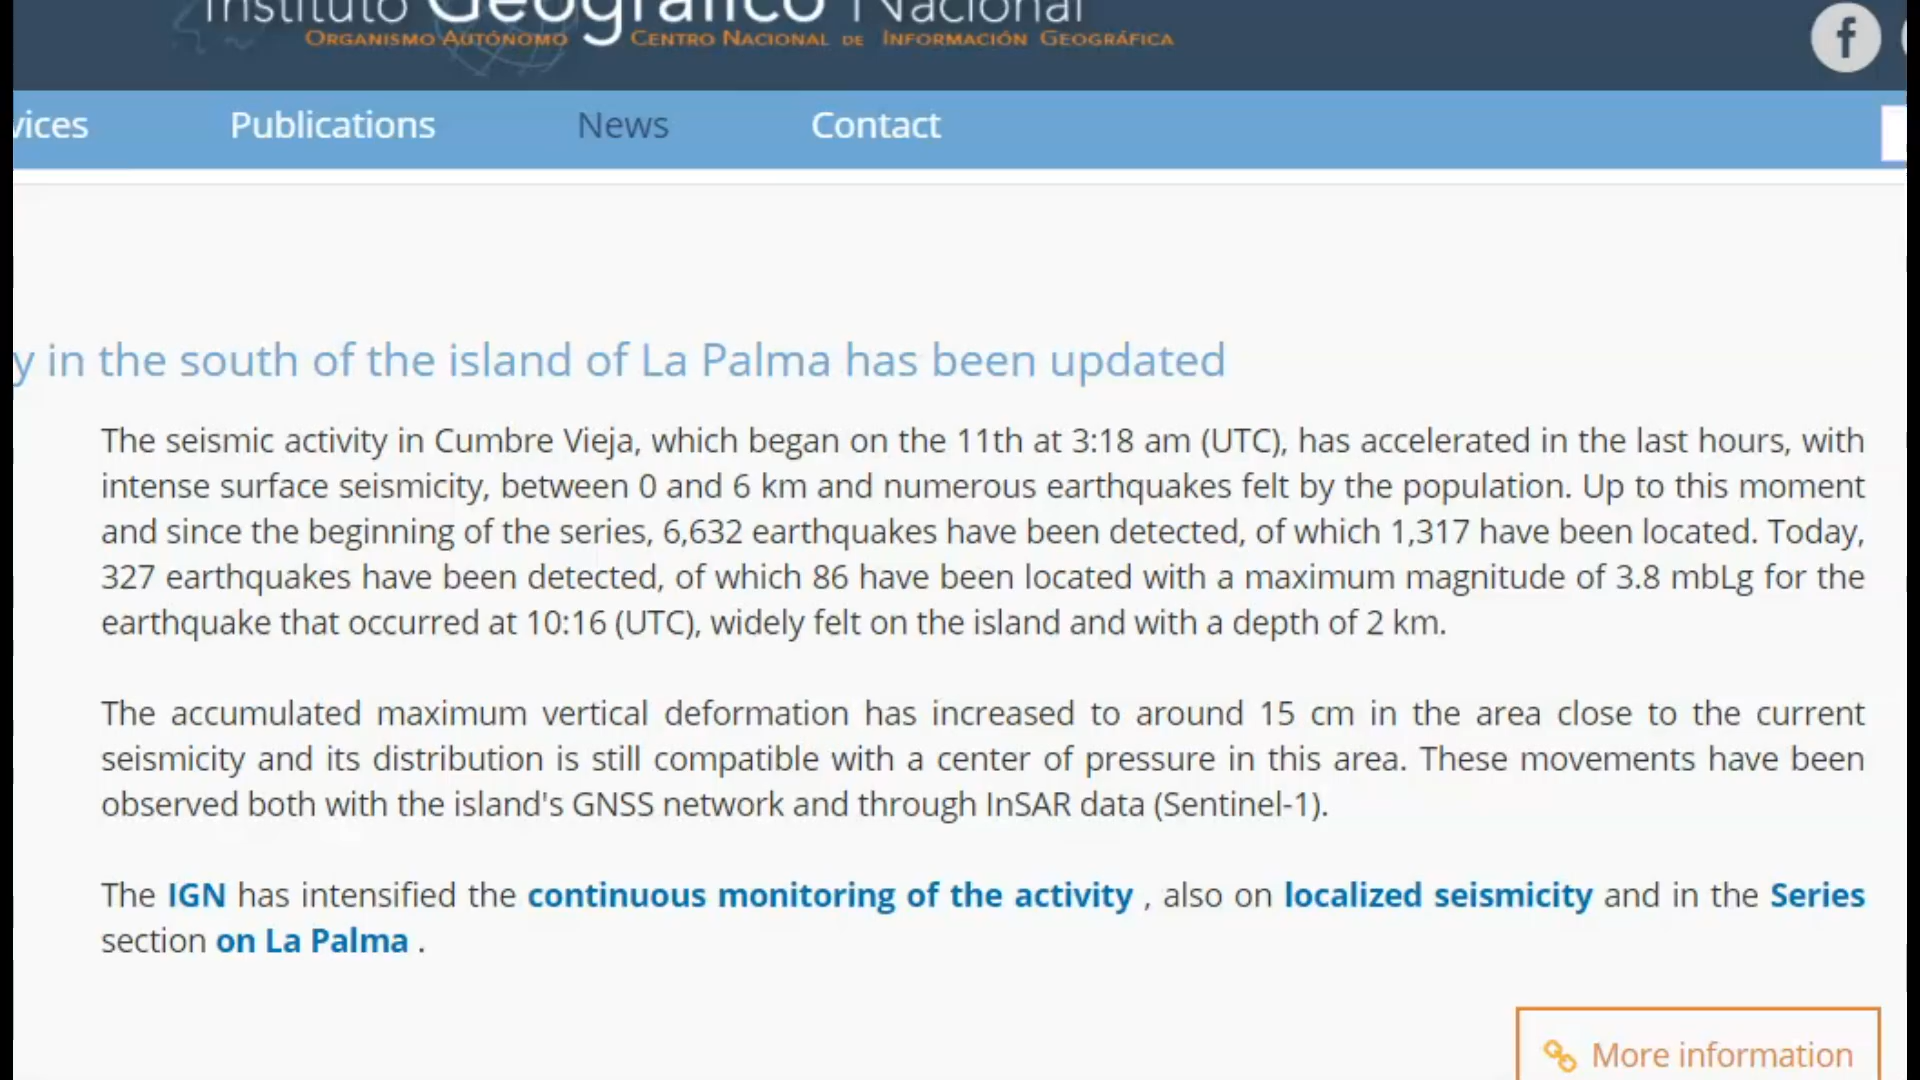 Instituto Geográfico Nacional
ORGANISMO AUTÓNOMO CENTRO NACIONAL DE INFORMACIÓN GEOGRÁFICA
vices Publications News Contact
y in the south of the island of La Palma has been updated
The seismic activity in Cumbre Vieja, which began on the 11th at 3:18 am (UTC), has accelerated in the last hours, with
intense surface seismicity, between 0 and 6 km and numerous earthquakes felt by the population. Up to this moment
and since the beginning of the series, 6,632 earthquakes have been detected, of which 1,317 have been located. Today,
327 earthquakes have been detected, of which 86 have been located with a maximum magnitude of 3.8 mbLg for the
earthquake that occurred at 10:16 (UTC), widely felt on the island and with a depth of 2 km.
The accumulated maximum vertical deformation has increased to around 15 cm in the area close to the current
seismicity and its distribution is still compatible with a center of pressure in this area. These movements have been
observed both with the island's GNSS network and through InSAR data (Sentinel-1).
The IGN has intensified the continuous monitoring of the activity , also on localized seismicity and in the Series
section on La Palma .
More information